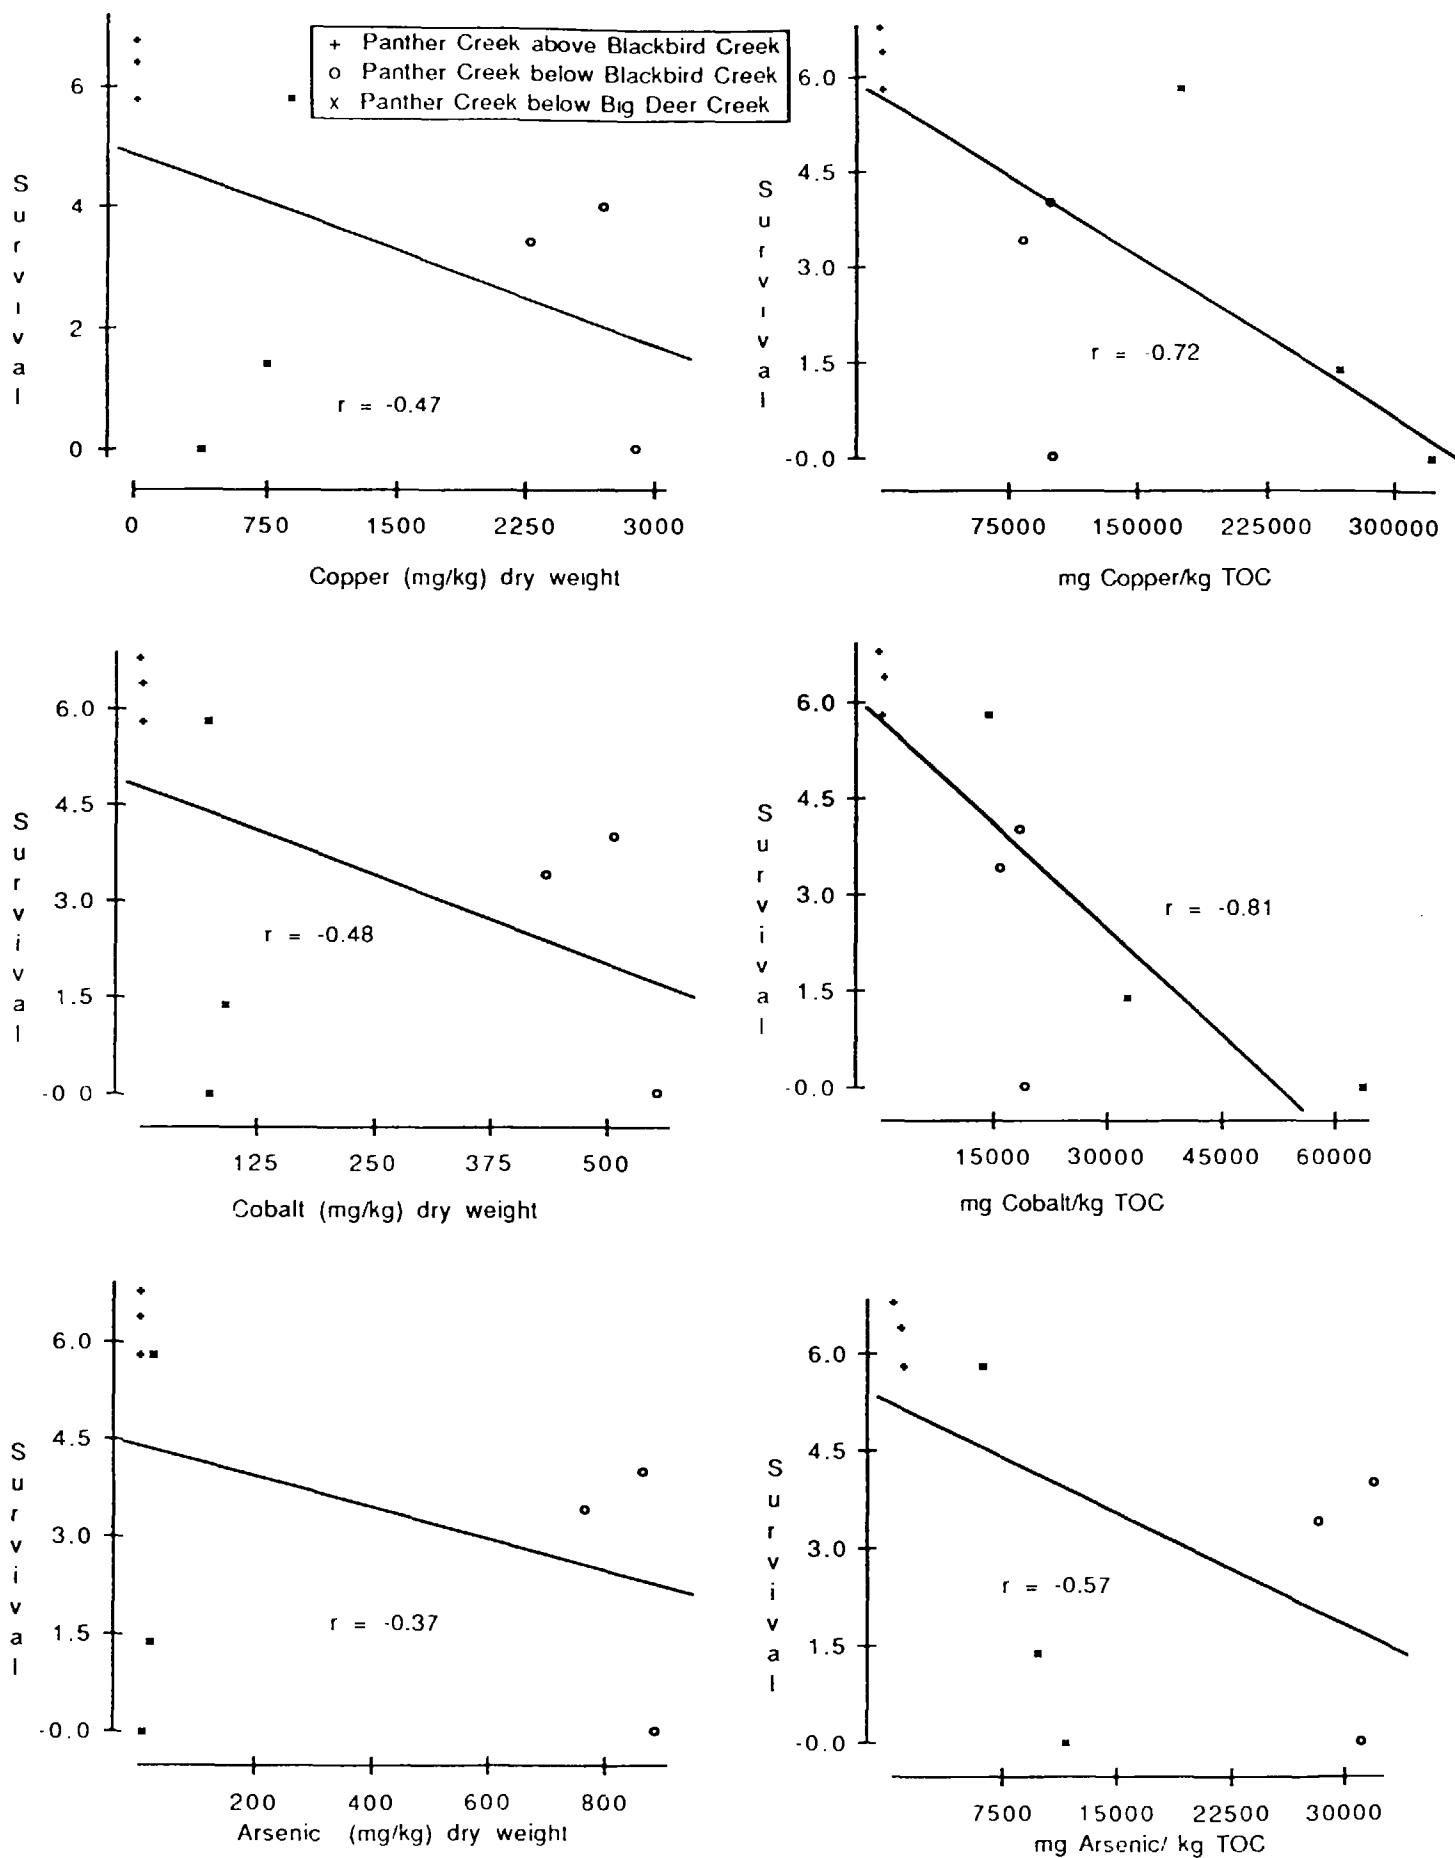 + Panther Creek above Blackbird Creek
o Panther Creek below Blackbird Creek
x Panther Creek below Big Deer Creek
Survival
6
4
2
0
r = -0.47
0 750 1500 2250 3000
Copper (mg/kg) dry weight
Survival
6.0
4.5
3.0
1.5
-0.0
r = -0.72
75000 150000 225000 300000
mg Copper/kg TOC
Survival
6.0
4.5
3.0
1.5
-0 0
r = -0.48
125 250 375 500
Cobalt (mg/kg) dry weight
Survival
6.0
4.5
3.0
1.5
-0.0
r = -0.81
15000 30000 45000 60000
mg Cobalt/kg TOC
Survival
6.0
4.5
3.0
1.5
-0.0
r = -0.37
200 400 600 800
Arsenic (mg/kg) dry weight
Survival
6.0
4.5
3.0
1.5
-0.0
r = -0.57
7500 15000 22500 30000
mg Arsenic/ kg TOC